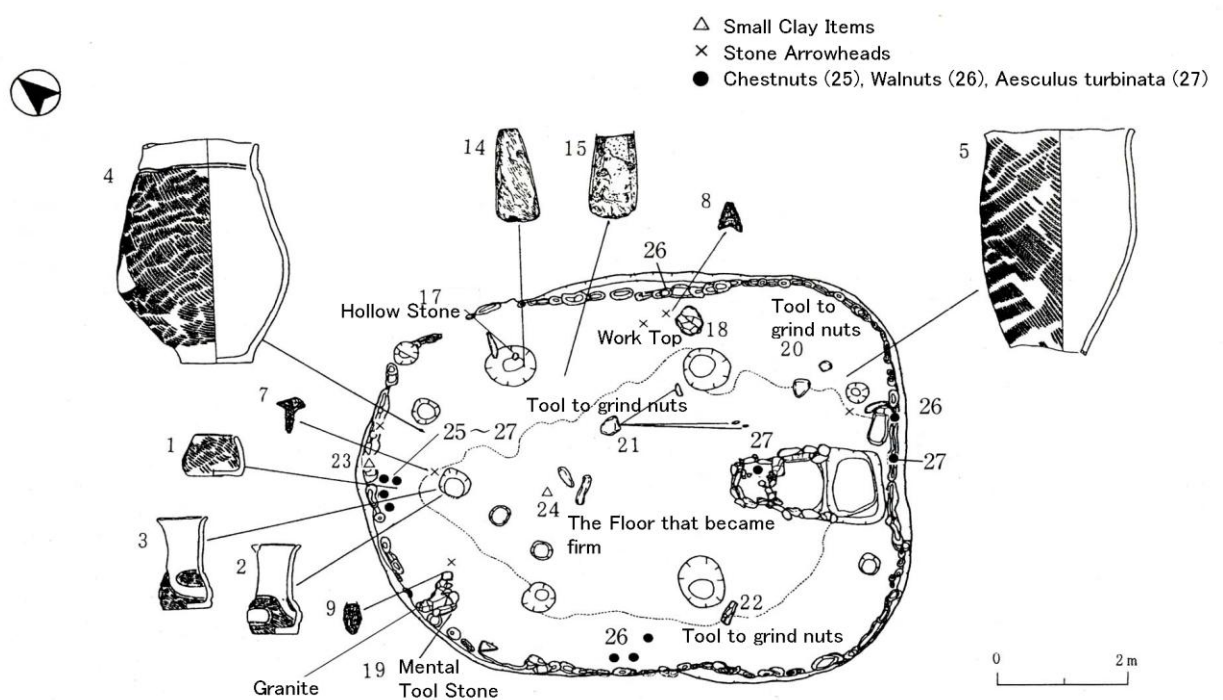 △ Small Clay Items
× Stone Arrowheads
● Chestnuts (25), Walnuts (26), Aesculus turbinata (27)
4
14
15
5
8
26
17
Hollow Stone
Work Top
18
Tool to
grind nuts
20
7
Tool to grind nuts
26
1
25～27
21
27
23
27
24
The Floor that became
firm
3
2
9
22
26
Tool to grind nuts
19
Mental
Tool Stone
Granite
0 2m